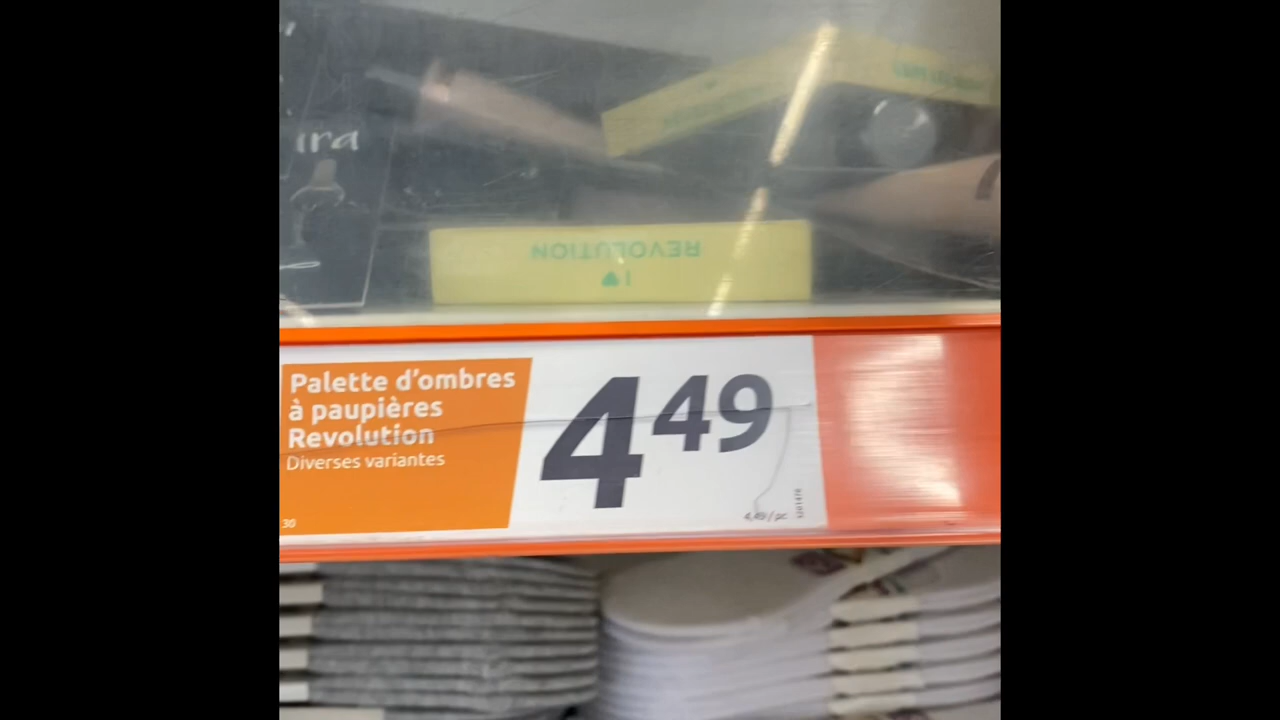 ira
REVOLUTION
I ♥
Palette d'ombres
à paupières
Revolution
Diverses variantes
30
4 49
4,49 / pc